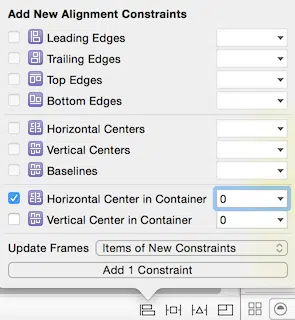 Add New Alignment Constraints
Leading Edges
Trailing Edges
Top Edges
Bottom Edges
Horizontal Centers
Vertical Centers
Baselines
Horizontal Center in Container 0
Vertical Center in Container 0
Update Frames Items of New Constraints
Add 1 Constraint